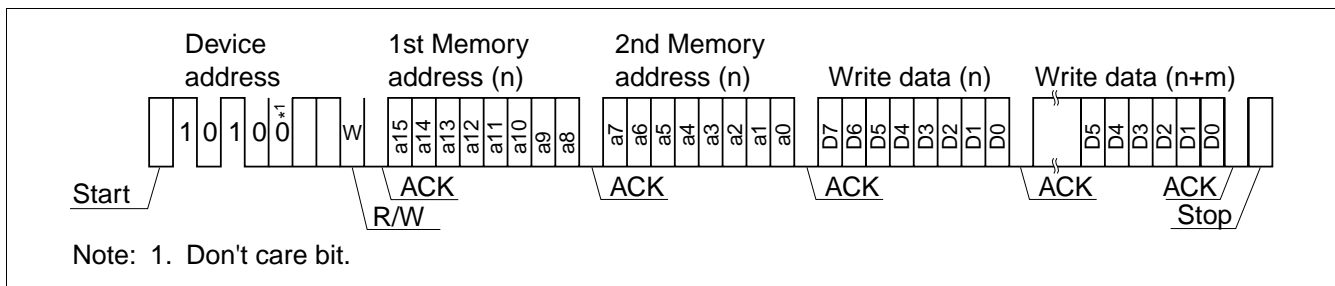 Device address
1st Memory address (n)
2nd Memory address (n)
Write data (n)
Write data (n+m)
1 0 1 0 0 *1 W
a15 a14 a13 a12 a11 a10 a9 a8
a7 a6 a5 a4 a3 a2 a1 a0
D7 D6 D5 D4 D3 D2 D1 D0
D5 D4 D3 D2 D1 D0
Start
ACK
ACK
ACK
ACK
ACK
R/W
Stop
Note: 1. Don't care bit.